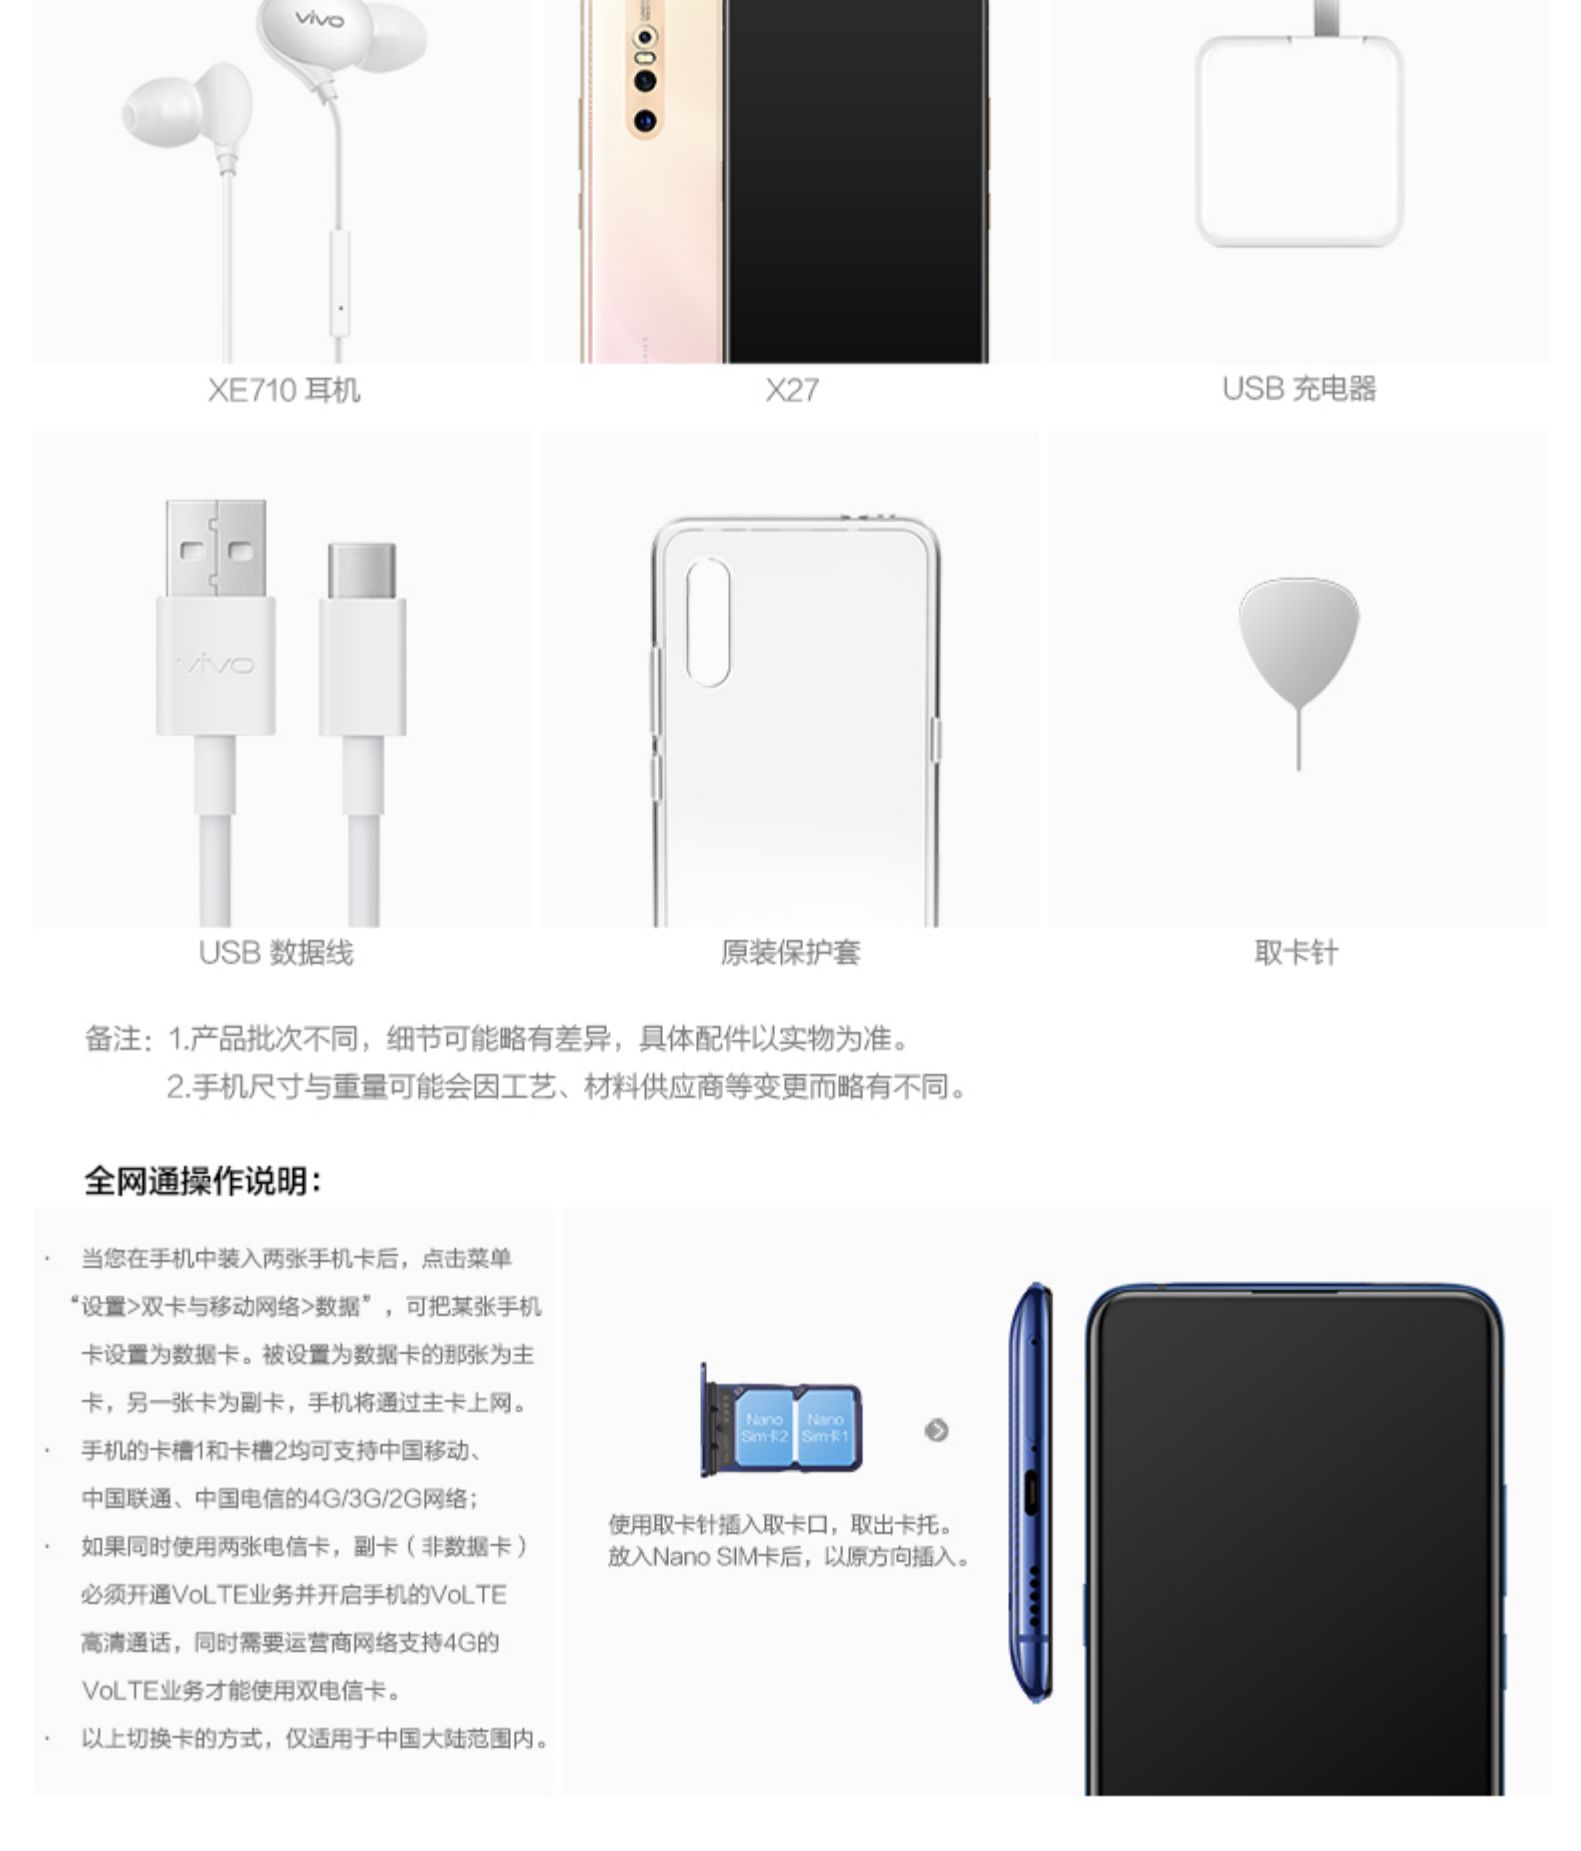 vivo
XE710 耳机
X27
USB 充电器
vivo
USB 数据线
原装保护套
取卡针
备注：1.产品批次不同，细节可能略有差异，具体配件以实物为准。
2.手机尺寸与重量可能会因工艺、材料供应商等变更而略有不同。
全网通操作说明：
· 当您在手机中装入两张手机卡后，点击菜单
“设置>双卡与移动网络>数据”，可把某张手机
卡设置为数据卡。被设置为数据卡的那张为主
卡，另一张卡为副卡，手机将通过主卡上网。
· 手机的卡槽1和卡槽2均可支持中国移动、
中国联通、中国电信的4G/3G/2G网络；
· 如果同时使用两张电信卡，副卡（非数据卡）
必须开通VoLTE业务并开启手机的VoLTE
高清通话，同时需要运营商网络支持4G的
VoLTE业务才能使用双电信卡。
· 以上切换卡的方式，仅适用于中国大陆范围内。
Nano
Sim卡2
Nano
Sim卡1
使用取卡针插入取卡口，取出卡托。
放入Nano SIM卡后，以原方向插入。